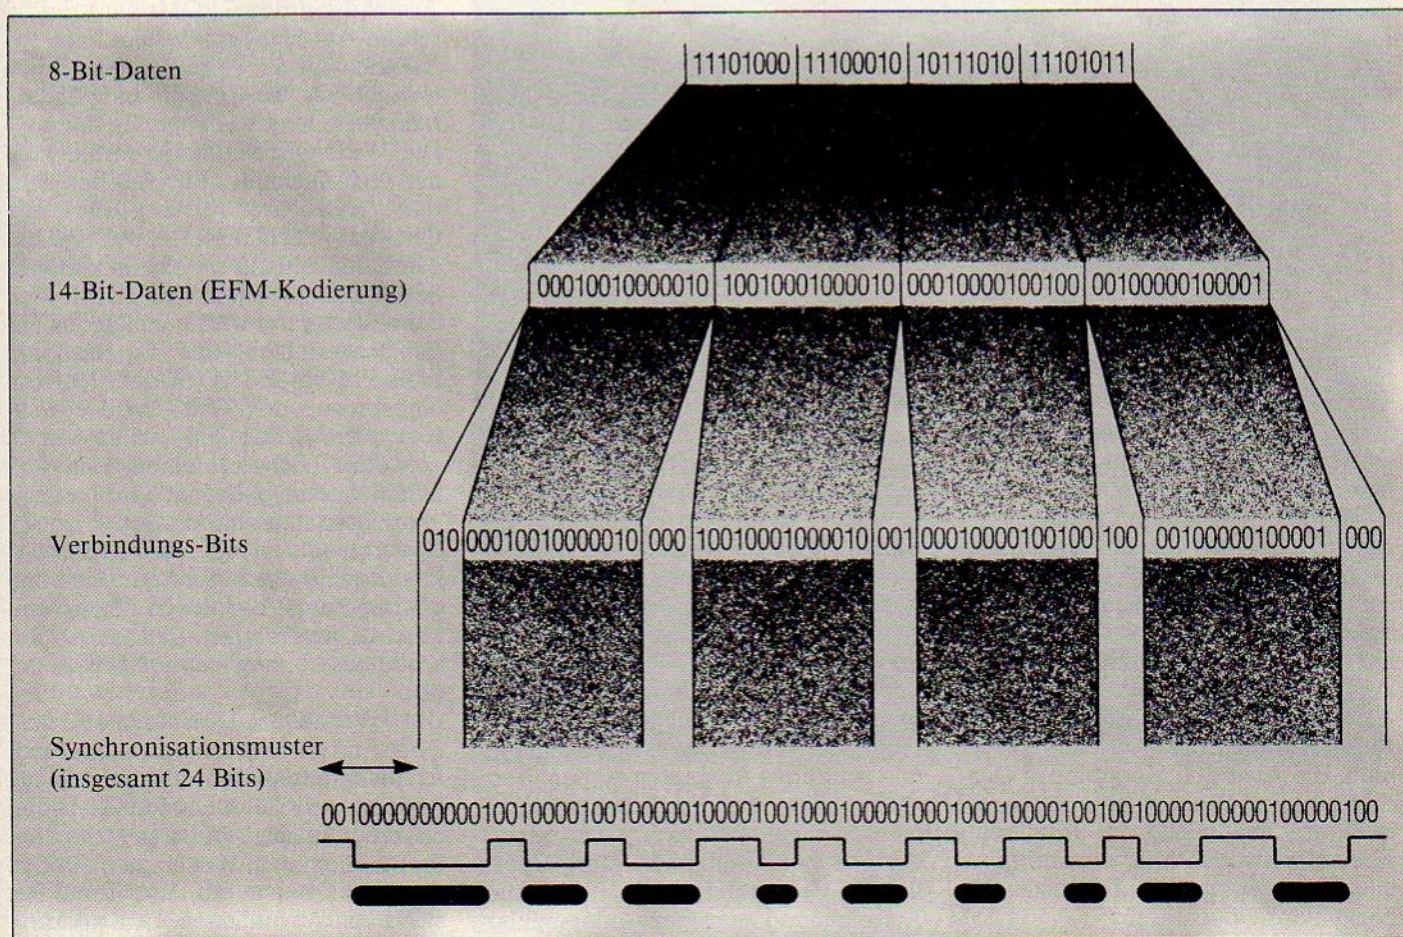 8-Bit-Daten 11101000 11100010 10111010 11101011
14-Bit-Daten (EFM-Kodierung) 00010010000010 10010001000010 00010000100100 00100000100001
Verbindungs-Bits 010 00010010000010 000 10010001000010 001 00010000100100 100 00100000100001 000
Synchronisationsmuster
(insgesamt 24 Bits)
00100000000001001000010010000010000100100010000100010001000010010010000100000100000100